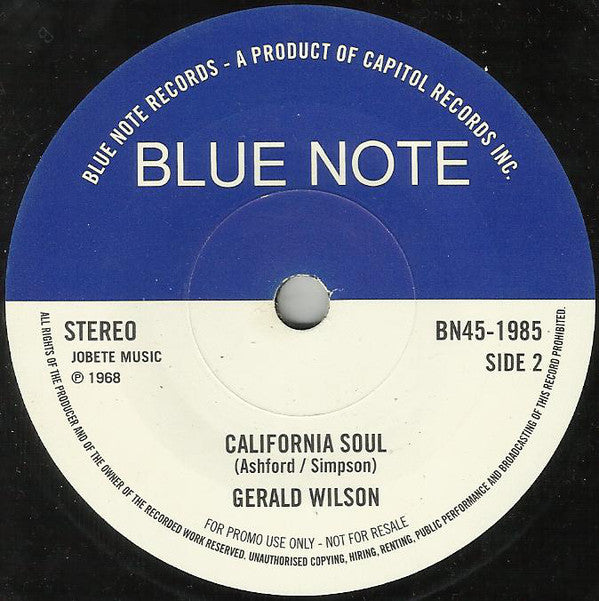 BLUE NOTE RECORDS - A PRODUCT OF CAPITOL RECORDS INC.
BLUE NOTE
STEREO
JOBETE MUSIC
℗ 1968
BN45-1985
SIDE 2
CALIFORNIA SOUL
(Ashford / Simpson)
GERALD WILSON
FOR PROMO USE ONLY - NOT FOR RESALE
ALL RIGHTS OF THE PRODUCER AND OF THE OWNER OF THE RECORDED WORK RESERVED. UNAUTHORISED COPYING, HIRING, RENTING, PUBLIC PERFORMANCE AND BROADCASTING OF THIS RECORD PROHIBITED.